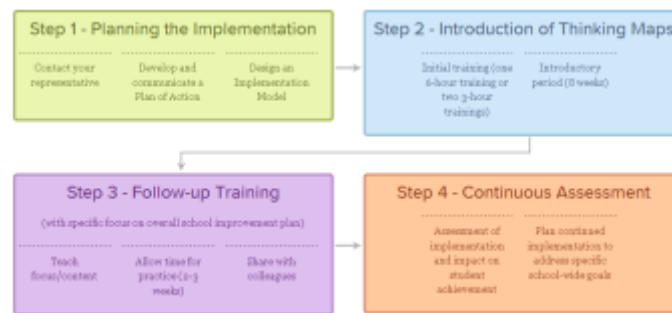 Step 1 - Planning the Implementation
Contact your
representative
Develop and
communicate a
Plan of Action
Design an
Implementation
Model
Step 2 - Introduction of Thinking Maps
Initial training (one
6-hour training or
two 3-hour
trainings)
Introductory
period (8 weeks)
Step 3 - Follow-up Training
(with specific focus on overall school improvement plan)
Teach
focus/content
Allow time for
practice (2-3
weeks)
Share with
colleagues
Step 4 - Continuous Assessment
Assessment of
implementation
and impact on
student
achievement
Plan continued
implementation to
address specific
school-wide goals